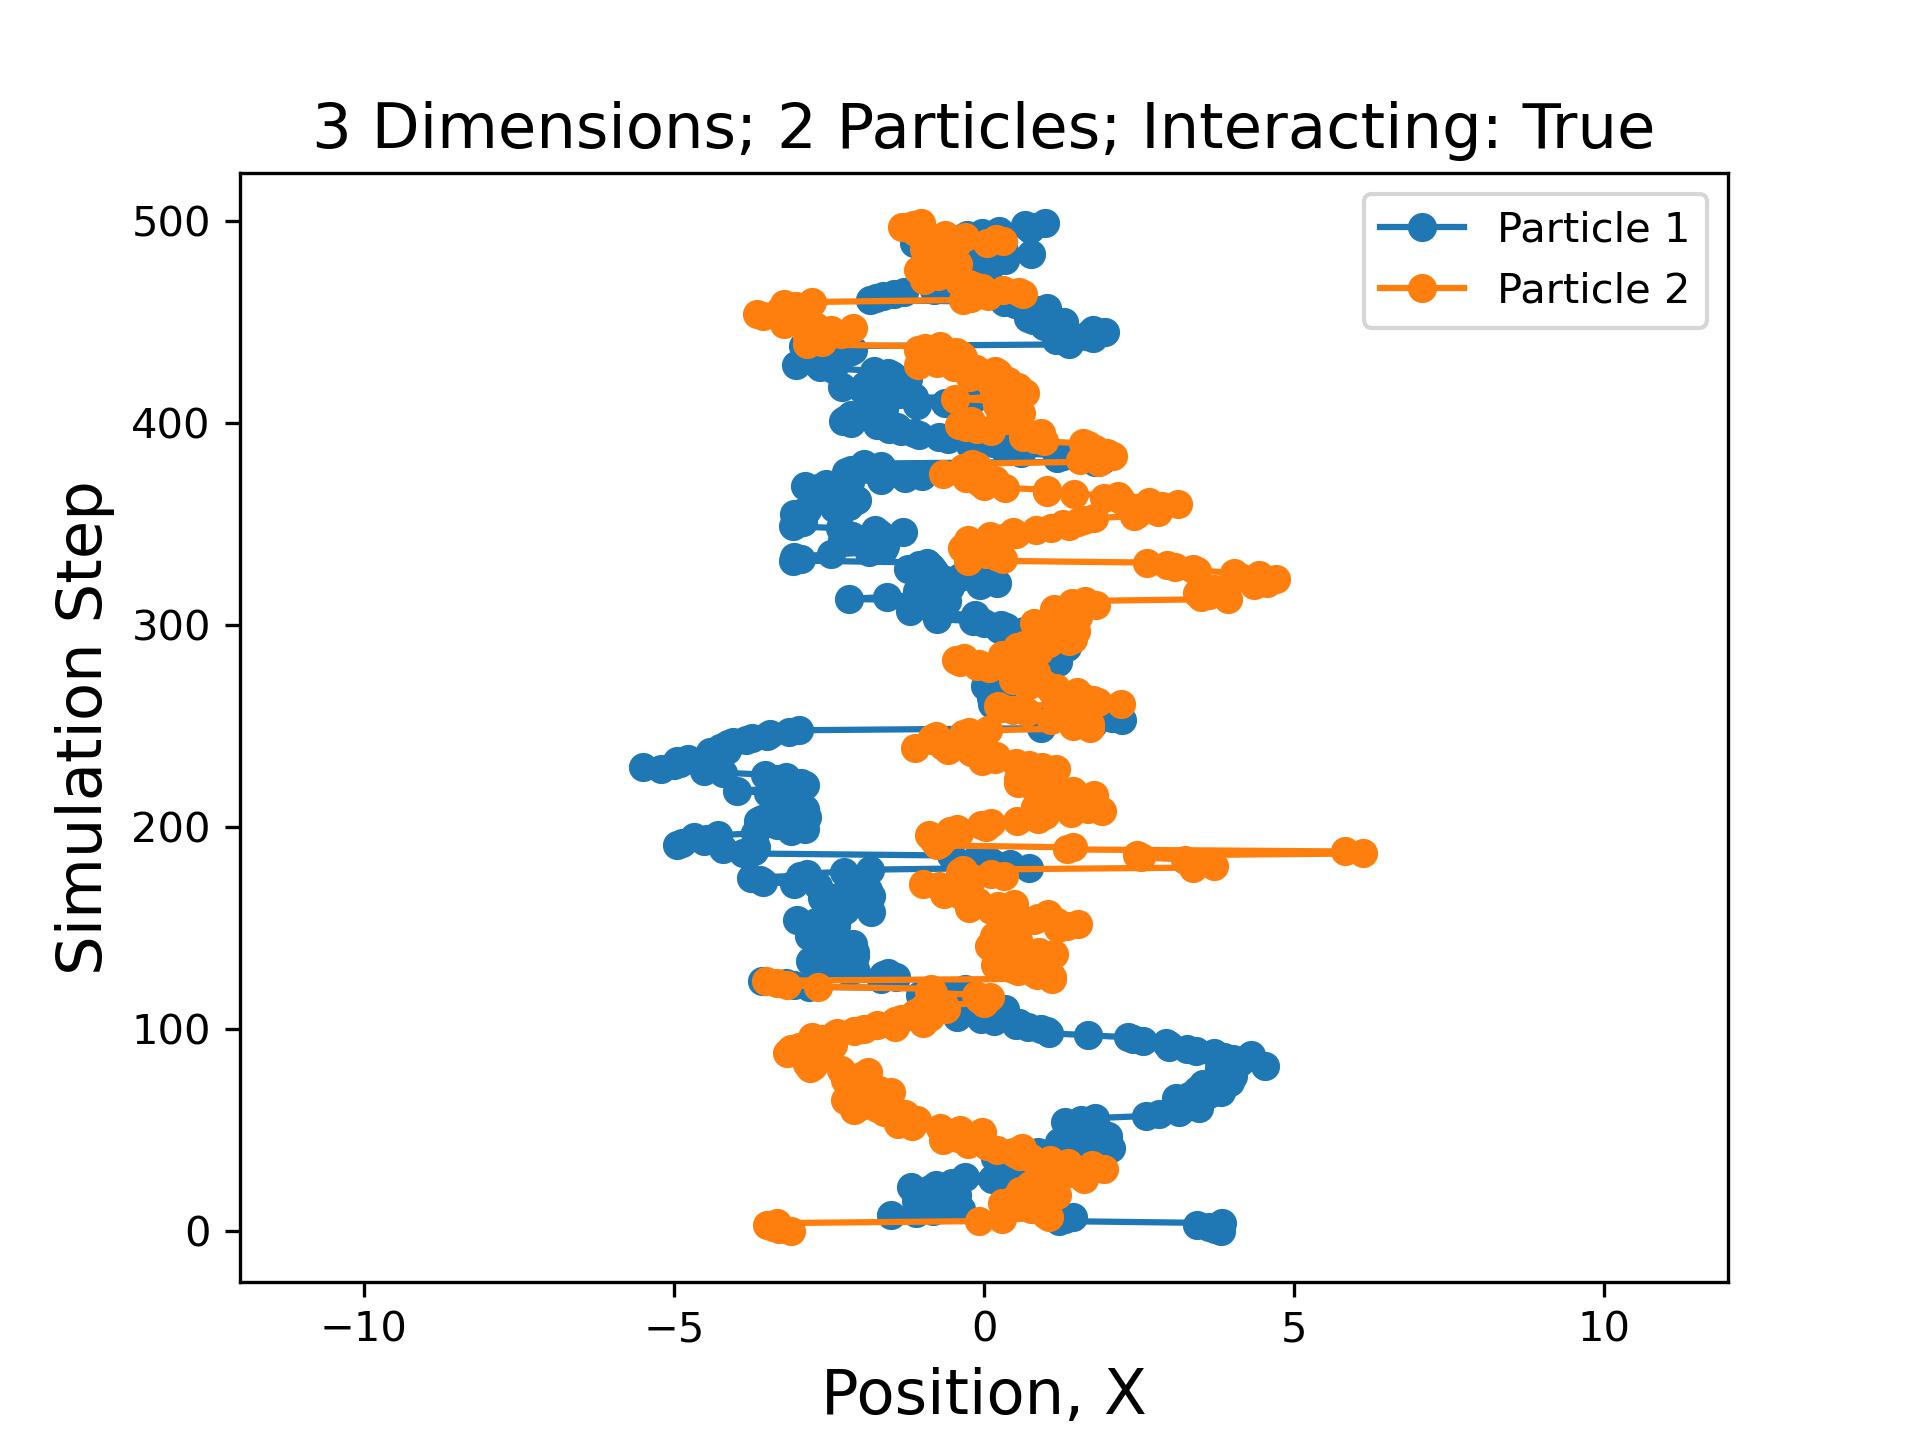 3 Dimensions; 2 Particles; Interacting: True
Particle 1
Particle 2
Simulation Step
500
400
300
200
100
0
−10
−5
0
5
10
Position, X